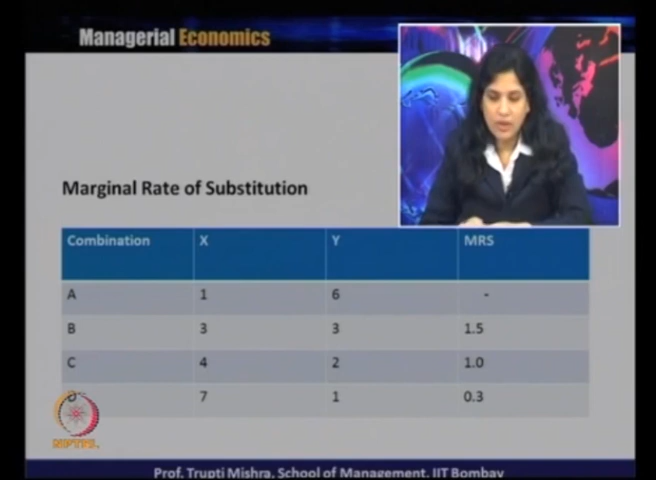 Managerial Economics
Marginal Rate of Substitution
Combination X Y MRS
A 1 6 -
B 3 3 1.5
C 4 2 1.0
D 7 1 0.3
NPTEL
Prof. Trupti Mishra, School of Management, IIT Bombay